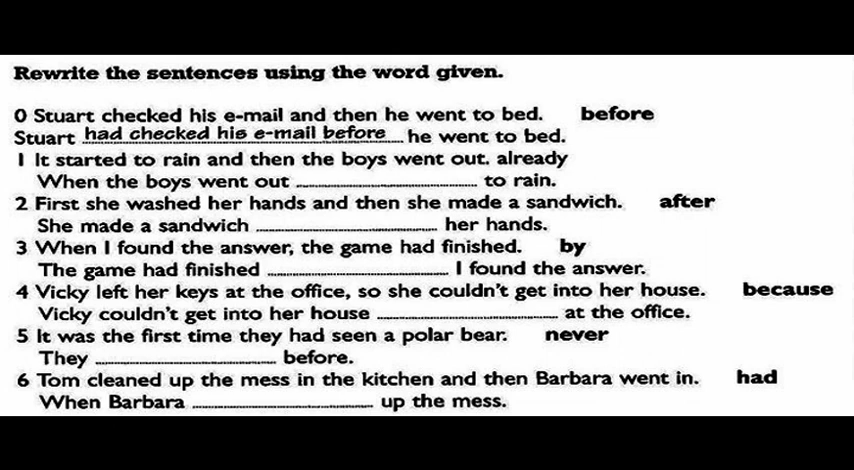 Rewrite the sentences using the word given.
0 Stuart checked his e-mail and then he went to bed. before
Stuart had checked his e-mail before he went to bed.
1 It started to rain and then the boys went out. already
When the boys went out ........................ to rain.
2 First she washed her hands and then she made a sandwich. after
She made a sandwich ........................ her hands.
3 When I found the answer, the game had finished. by
The game had finished ........................ I found the answer.
4 Vicky left her keys at the office, so she couldn't get into her house. because
Vicky couldn't get into her house ........................ at the office.
5 It was the first time they had seen a polar bear. never
They ........................ before.
6 Tom cleaned up the mess in the kitchen and then Barbara went in. had
When Barbara ........................ up the mess.